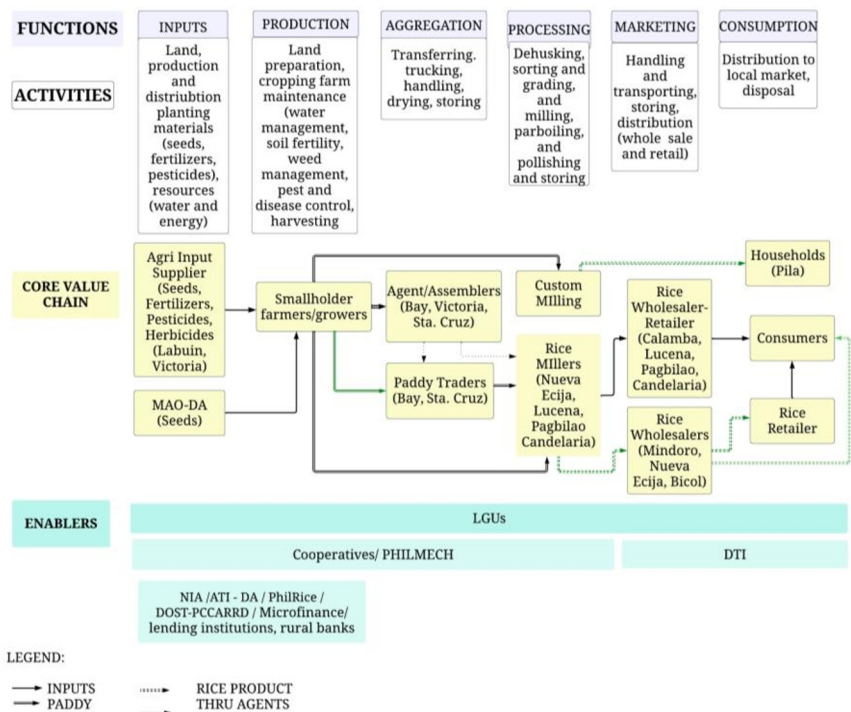 FUNCTIONS
INPUTS
PRODUCTION
AGGREGATION
PROCESSING
MARKETING
CONSUMPTION
ACTIVITIES
Land,
production
and
distriubtion
planting
materials
(seeds,
fertilizers,
pesticides),
resources
(water and
energy)
Land
preparation,
cropping farm
maintenance
(water
management,
soil fertility,
weed
management,
pest and
disease control,
harvesting
Transferring.
trucking,
handling,
drying, storing
Dehusking,
sorting and
grading,
and
milling,
parboiling,
and
pollishing
and storing
Handling
and
transporting,
storing,
distribution
(whole sale
and retail)
Distribution to
local market,
disposal
CORE VALUE
CHAIN
Agri Input
Supplier
(Seeds,
Fertilizers,
Pesticides,
Herbicides
(Labuin,
Victoria)
MAO-DA
(Seeds)
Smallholder
farmers/growers
Agent/Assemblers
(Bay, Victoria,
Sta. Cruz)
Paddy Traders
(Bay, Sta. Cruz)
Custom
MIlling
Rice
MIllers
(Nueva
Ecija,
Lucena,
Pagbilao
Candelaria)
Rice
Wholesaler-
Retailer
(Calamba,
Lucena,
Pagbilao,
Candelaria)
Rice
Wholesalers
(Mindoro,
Nueva
Ecija, Bicol)
Households
(Pila)
Consumers
Rice
Retailer
ENABLERS
LGUs
Cooperatives/ PHILMECH
DTI
NIA /ATI - DA / PhilRice /
DOST-PCCARRD / Microfinance/
lending institutions, rural banks
LEGEND:
INPUTS
RICE PRODUCT
PADDY
THRU AGENTS